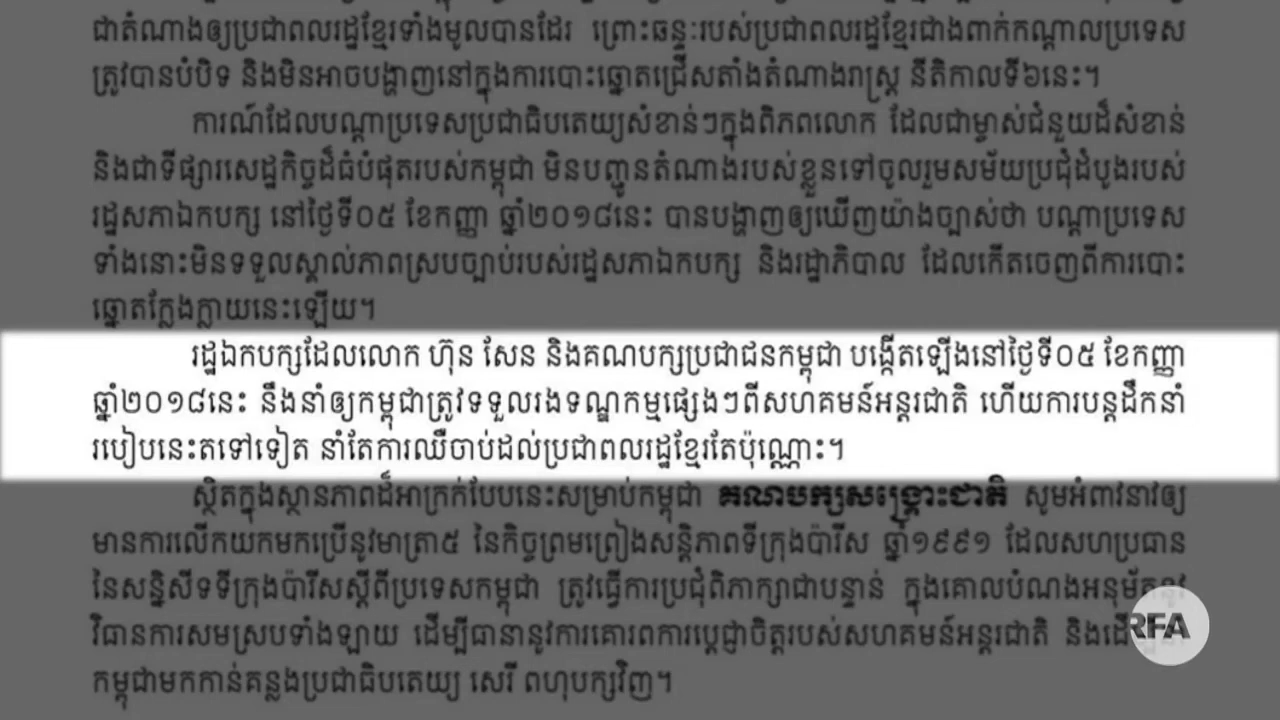 ជាតំណាងឲ្យប្រជាពលរដ្ឋខ្មែរទាំងមូលបានដែរ ព្រោះឆន្ទៈរបស់ប្រជាពលរដ្ឋខ្មែរជាងពាក់កណ្ដាលប្រទេស
ត្រូវបានបំបិទ និងមិនអាចបង្ហាញនៅក្នុងការបោះឆ្នោតជ្រើសតាំងតំណាងរាស្ត្រ នីតិកាលទី៦នេះ។
ការណ៍ដែលបណ្ដាប្រទេសប្រជាធិបតេយ្យសំខាន់ៗក្នុងពិភពលោក ដែលជាម្ចាស់ជំនួយដ៏សំខាន់
និងជាទីផ្សារសេដ្ឋកិច្ចដ៏ធំបំផុតរបស់កម្ពុជា មិនបញ្ជូនតំណាងរបស់ខ្លួនទៅចូលរួមសម័យប្រជុំដំបូងរបស់
រដ្ឋសភាឯកបក្ស នៅថ្ងៃទី០៥ ខែកញ្ញា ឆ្នាំ២០១៨នេះ បានបង្ហាញឲ្យឃើញយ៉ាងច្បាស់ថា បណ្ដាប្រទេស
ទាំងនោះមិនទទួលស្គាល់ភាពស្របច្បាប់របស់រដ្ឋសភាឯកបក្ស និងរដ្ឋាភិបាល ដែលកើតចេញពីការបោះ
ឆ្នោតក្លែងក្លាយនេះឡើយ។
រដ្ឋឯកបក្សដែលលោក ហ៊ុន សែន និងគណបក្សប្រជាជនកម្ពុជា បង្កើតឡើងនៅថ្ងៃទី០៥ ខែកញ្ញា
ឆ្នាំ២០១៨នេះ នឹងនាំឲ្យកម្ពុជាត្រូវទទួលរងទណ្ឌកម្មផ្សេងៗពីសហគមន៍អន្តរជាតិ ហើយការបន្តដឹកនាំ
របៀបនេះតទៅទៀត នាំតែការឈឺចាប់ដល់ប្រជាពលរដ្ឋខ្មែរតែប៉ុណ្ណោះ។
ស្ថិតក្នុងស្ថានភាពដ៏អាក្រក់បែបនេះសម្រាប់កម្ពុជា គណបក្សសង្គ្រោះជាតិ សូមអំពាវនាវឲ្យ
មានការលើកយកមកប្រើនូវមាត្រា៥ នៃកិច្ចព្រមព្រៀងសន្តិភាពទីក្រុងប៉ារីស ឆ្នាំ១៩៩១ ដែលសហប្រធាន
នៃសន្និសីទទីក្រុងប៉ារីសស្ដីពីប្រទេសកម្ពុជា ត្រូវធ្វើការប្រជុំពិភាក្សាជាបន្ទាន់ ក្នុងគោលបំណងអនុម័តនូវ
វិធានការសមស្របទាំងឡាយ ដើម្បីធានានូវការគោរពការប្ដេជ្ញាចិត្តរបស់សហគមន៍អន្តរជាតិ និងដើម្បីនាំ
កម្ពុជាមកកាន់គន្លងប្រជាធិបតេយ្យ សេរី ពហុបក្សវិញ។
RFA